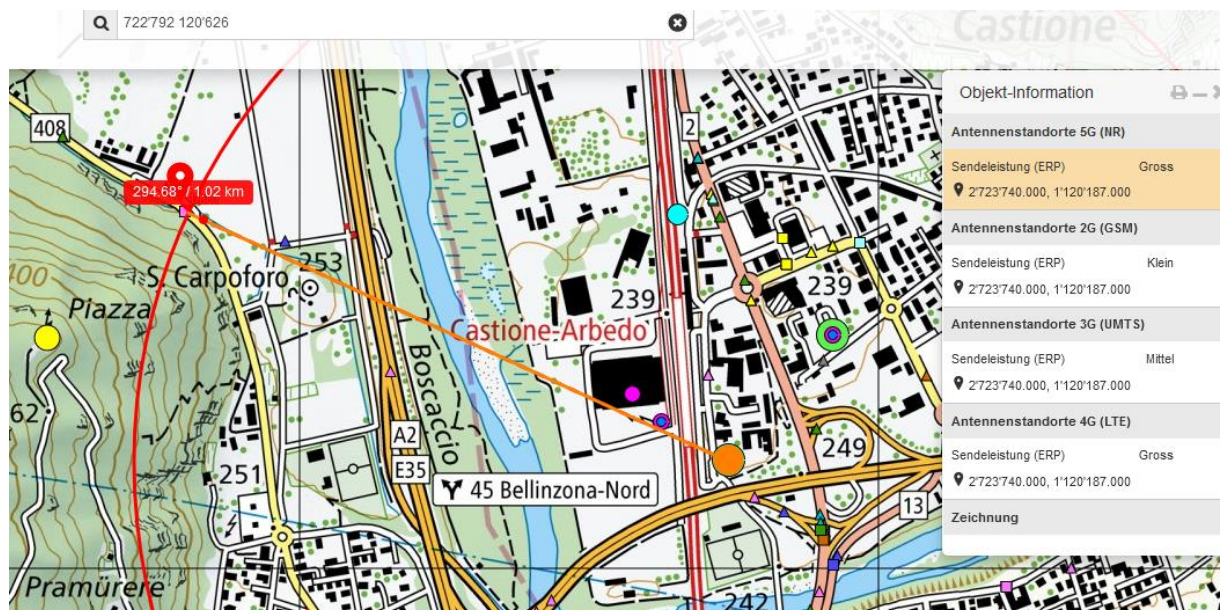 722'792 120'626
Castione
Objekt-Information
Antennenstandorte 5G (NR)
Sendeleistung (ERP) Gross
2'723'740.000, 1'120'187.000
Antennenstandorte 2G (GSM)
Sendeleistung (ERP) Klein
2'723'740.000, 1'120'187.000
Antennenstandorte 3G (UMTS)
Sendeleistung (ERP) Mittel
2'723'740.000, 1'120'187.000
Antennenstandorte 4G (LTE)
Sendeleistung (ERP) Gross
2'723'740.000, 1'120'187.000
Zeichnung
408
2
294.68° / 1.02 km
400
S. Carpoforo
253
239
239
Piazza
Castione-Arbedo
Boscaccio
62
A2
E35
249
251
45 Bellinzona-Nord
13
Pramürere
242